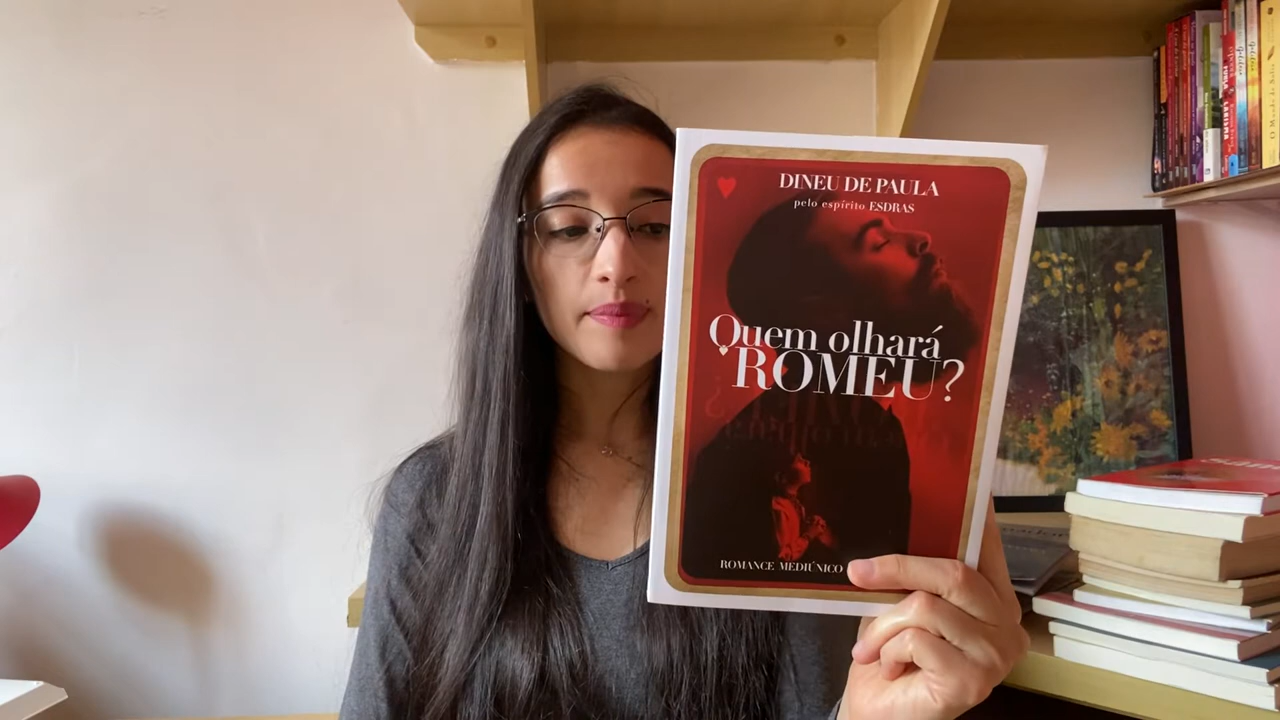 DINEU DE PAULA
pelo espírito ESDRAS
Quem olhará
ROMEU?
ROMANCE MEDIÚNICO